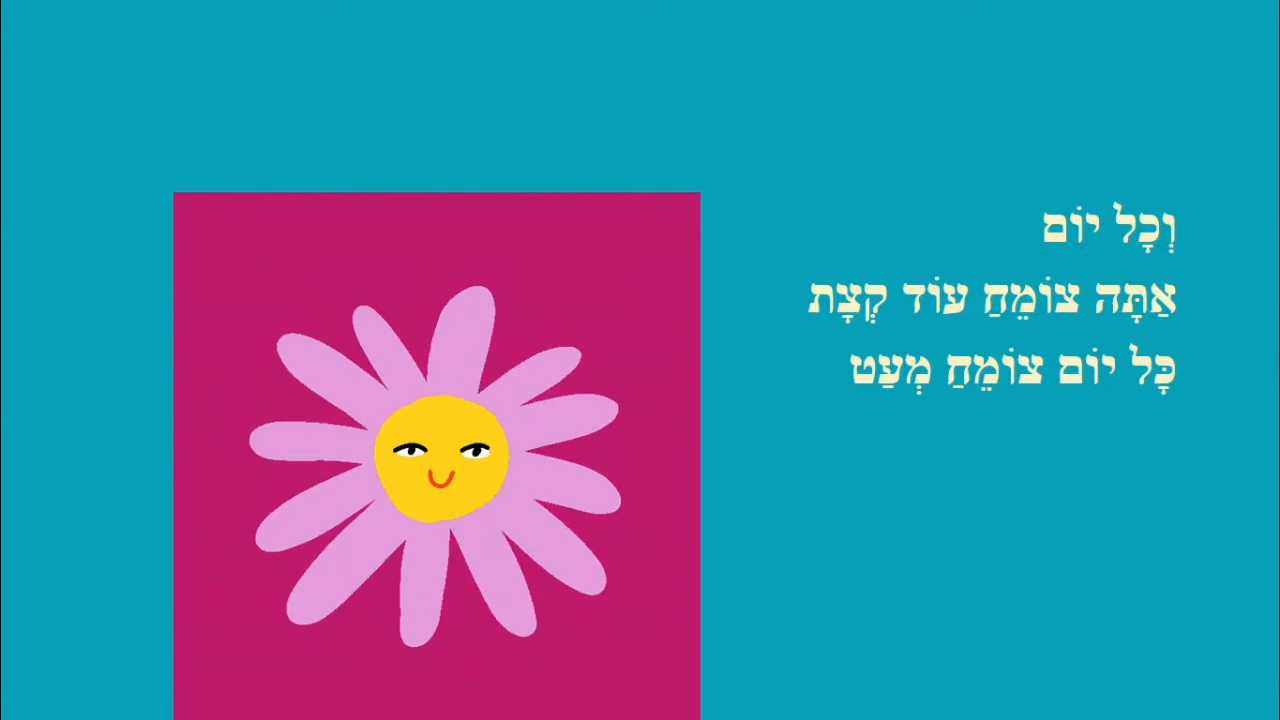 וְכָל יוֹם
אַתָּה צוֹמֵחַ עוֹד קְצָת
כָּל יוֹם צוֹמֵחַ מְעַט